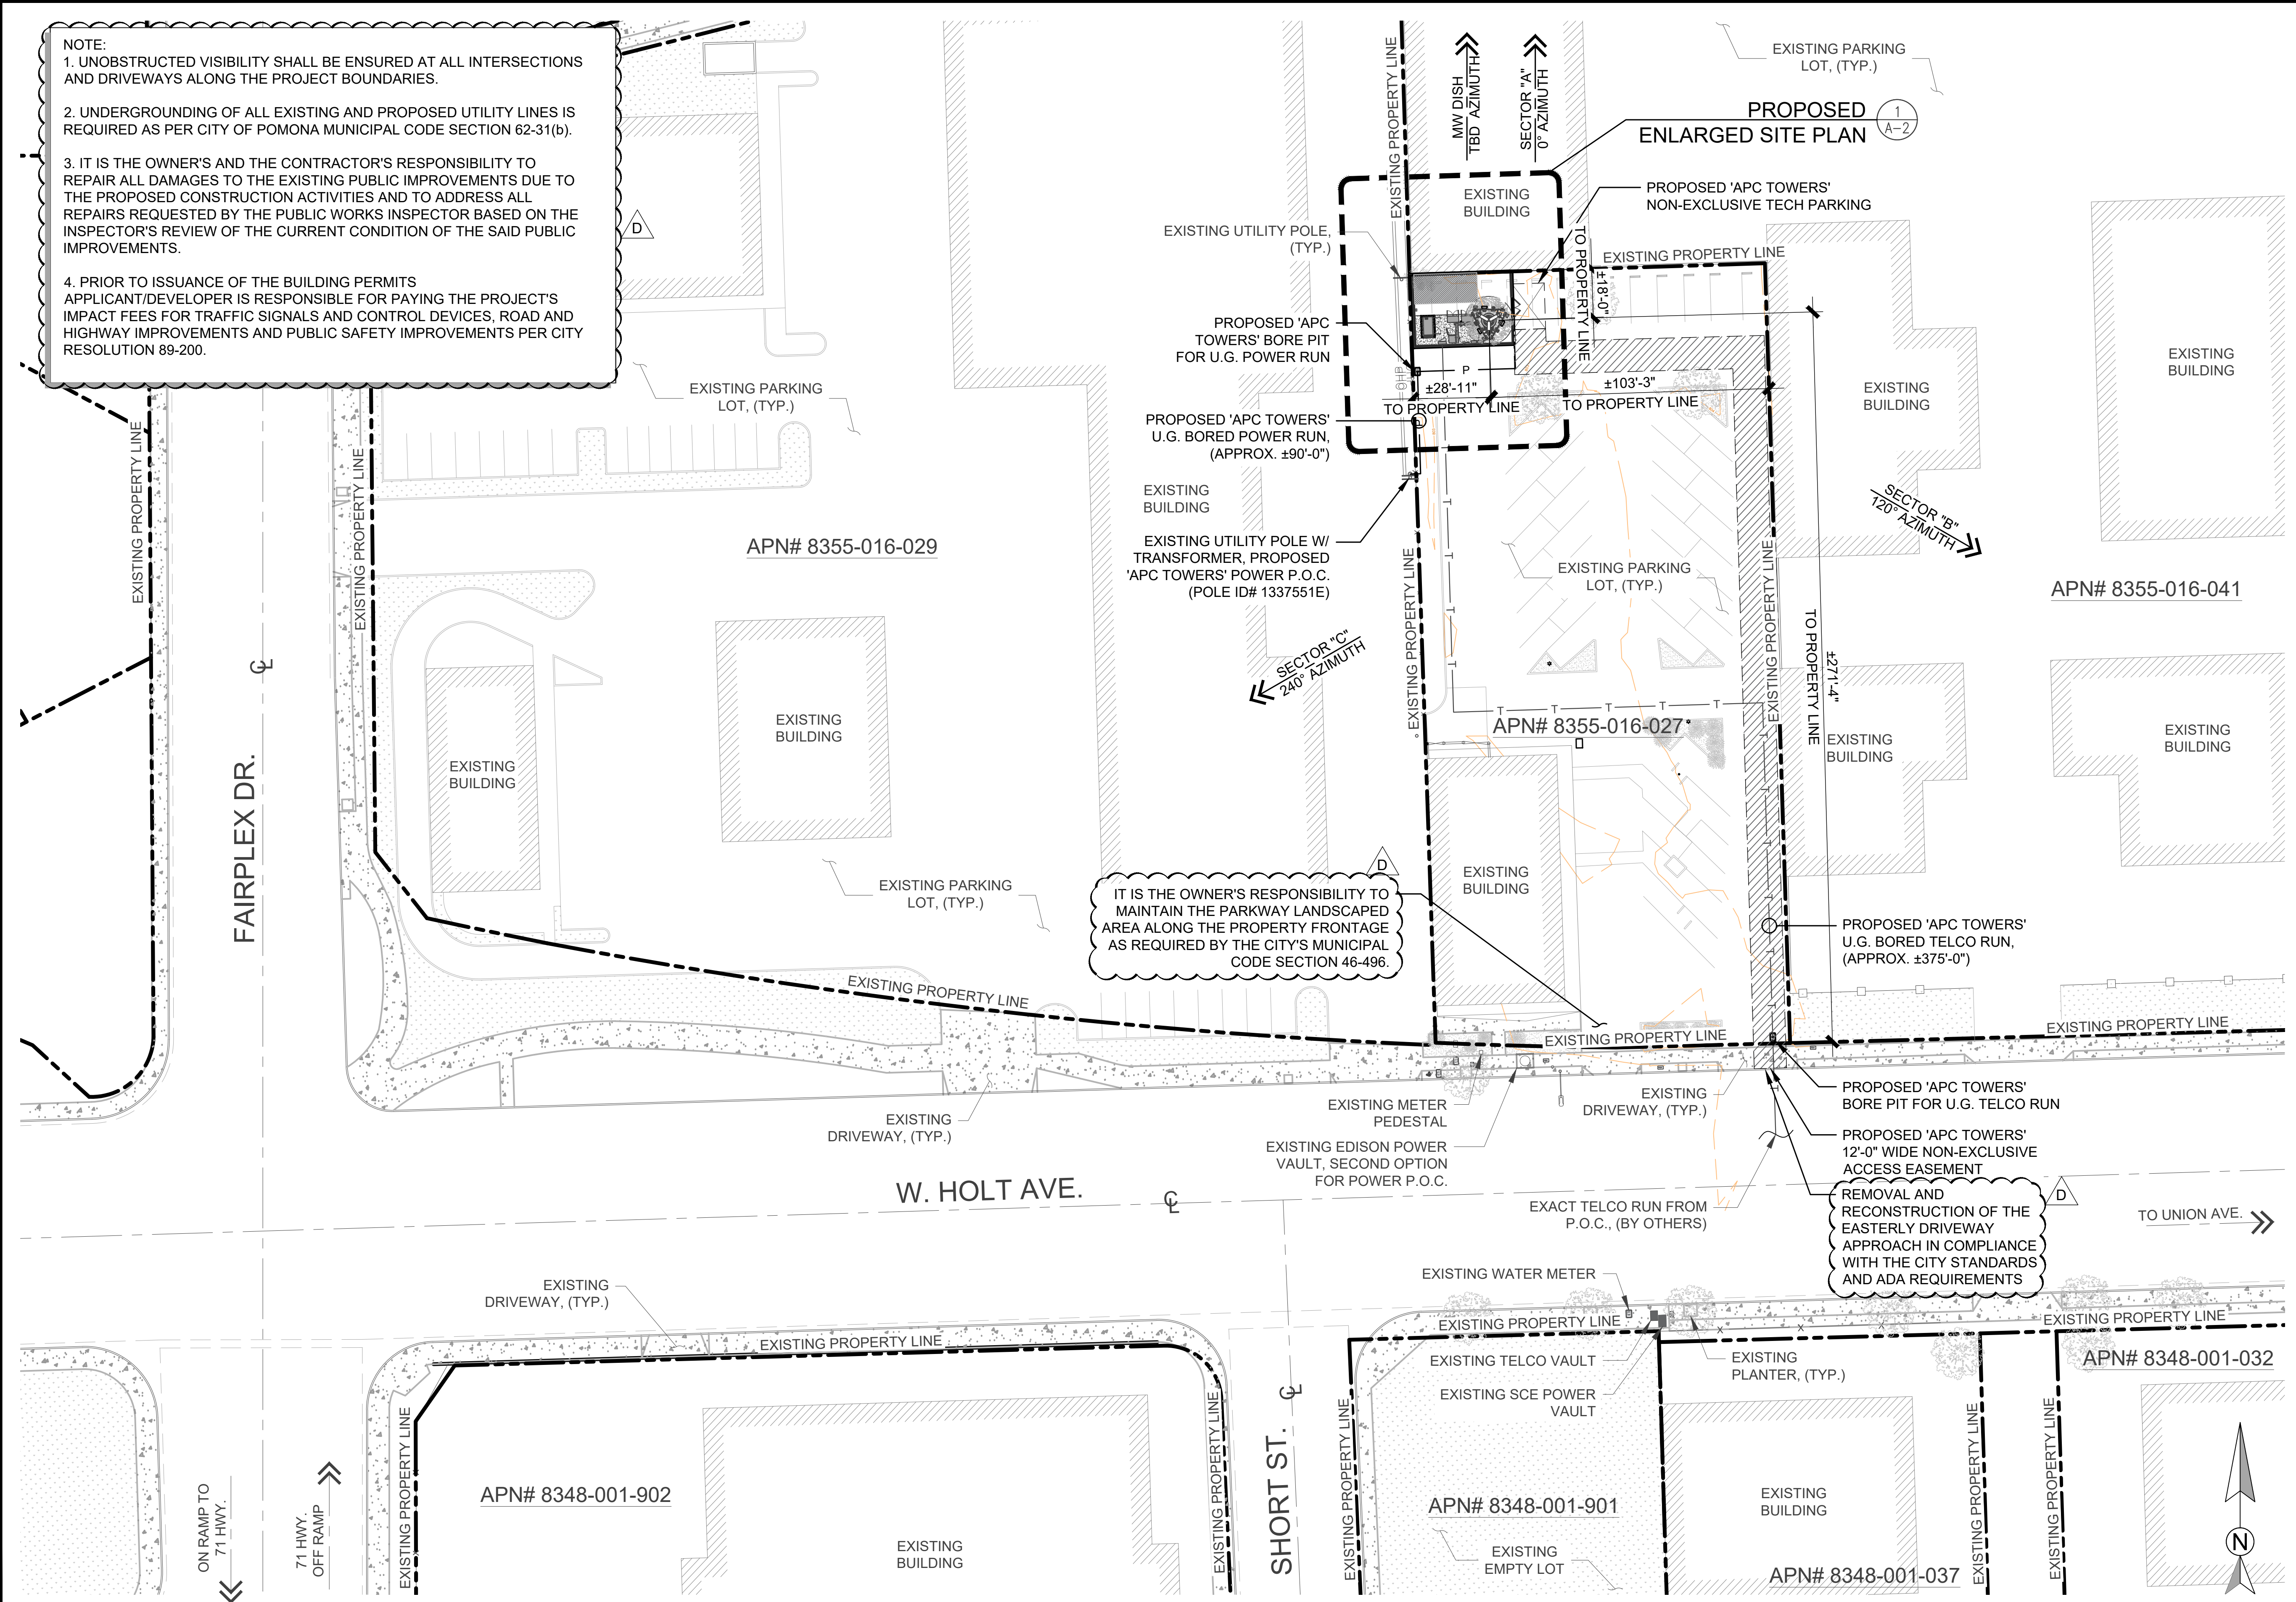 NOTE:
1. UNOBSTRUCTED VISIBILITY SHALL BE ENSURED AT ALL INTERSECTIONS
AND DRIVEWAYS ALONG THE PROJECT BOUNDARIES.
2. UNDERGROUNDING OF ALL EXISTING AND PROPOSED UTILITY LINES IS
REQUIRED AS PER CITY OF POMONA MUNICIPAL CODE SECTION 62-31(b).
3. IT IS THE OWNER'S AND THE CONTRACTOR'S RESPONSIBILITY TO
REPAIR ALL DAMAGES TO THE EXISTING PUBLIC IMPROVEMENTS DUE TO
THE PROPOSED CONSTRUCTION ACTIVITIES AND TO ADDRESS ALL
REPAIRS REQUESTED BY THE PUBLIC WORKS INSPECTOR BASED ON THE
INSPECTOR'S REVIEW OF THE CURRENT CONDITION OF THE SAID PUBLIC
IMPROVEMENTS.
4. PRIOR TO ISSUANCE OF THE BUILDING PERMITS
APPLICANT/DEVELOPER IS RESPONSIBLE FOR PAYING THE PROJECT'S
IMPACT FEES FOR TRAFFIC SIGNALS AND CONTROL DEVICES, ROAD AND
HIGHWAY IMPROVEMENTS AND PUBLIC SAFETY IMPROVEMENTS PER CITY
RESOLUTION 89-200.
D
EXISTING PROPERTY LINE
MW DISH
TBD AZIMUTH
SECTOR "A"
0° AZIMUTH
EXISTING PARKING
LOT, (TYP.)
PROPOSED
ENLARGED SITE PLAN
1
A-2
EXISTING
BUILDING
PROPOSED 'APC TOWERS'
NON-EXCLUSIVE TECH PARKING
EXISTING UTILITY POLE,
(TYP.)
TO PROPERTY LINE
±18'-0"
EXISTING PROPERTY LINE
PROPOSED 'APC
TOWERS' BORE PIT
FOR U.G. POWER RUN
P
OHP
±28'-11"
TO PROPERTY LINE
±103'-3"
TO PROPERTY LINE
EXISTING
BUILDING
EXISTING
BUILDING
EXISTING PARKING
LOT, (TYP.)
PROPOSED 'APC TOWERS'
U.G. BORED POWER RUN,
(APPROX. ±90'-0")
P
EXISTING PROPERTY LINE
EXISTING PROPERTY LINE
EXISTING
BUILDING
SECTOR "B"
120° AZIMUTH
APN# 8355-016-029
EXISTING UTILITY POLE W/
TRANSFORMER, PROPOSED
'APC TOWERS' POWER P.O.C.
(POLE ID# 1337551E)
T
T
T
T
EXISTING PROPERTY LINE
EXISTING PARKING
LOT, (TYP.)
EXISTING PROPERTY LINE
APN# 8355-016-041
SECTOR "C"
240° AZIMUTH
TO PROPERTY LINE
±271'-4"
CL
T T T T T
APN# 8355-016-027
EXISTING
BUILDING
EXISTING
BUILDING
EXISTING
BUILDING
EXISTING
BUILDING
FAIRPLEX DR.
T
T
T
T
T
D
EXISTING PARKING
LOT, (TYP.)
IT IS THE OWNER'S RESPONSIBILITY TO
MAINTAIN THE PARKWAY LANDSCAPED
AREA ALONG THE PROPERTY FRONTAGE
AS REQUIRED BY THE CITY'S MUNICIPAL
CODE SECTION 46-496.
EXISTING
BUILDING
PROPOSED 'APC TOWERS'
U.G. BORED TELCO RUN,
(APPROX. ±375'-0")
EXISTING PROPERTY LINE
EXISTING PROPERTY LINE
EXISTING PROPERTY LINE
EXISTING
DRIVEWAY, (TYP.)
EXISTING METER
PEDESTAL
EXISTING
DRIVEWAY, (TYP.)
PROPOSED 'APC TOWERS'
BORE PIT FOR U.G. TELCO RUN
EXISTING EDISON POWER
VAULT, SECOND OPTION
FOR POWER P.O.C.
PROPOSED 'APC TOWERS'
12'-0" WIDE NON-EXCLUSIVE
ACCESS EASEMENT
W. HOLT AVE.
CL
EXACT TELCO RUN FROM
P.O.C., (BY OTHERS)
REMOVAL AND
RECONSTRUCTION OF THE
EASTERLY DRIVEWAY
APPROACH IN COMPLIANCE
WITH THE CITY STANDARDS
AND ADA REQUIREMENTS
D
TO UNION AVE.
EXISTING
DRIVEWAY, (TYP.)
EXISTING WATER METER
EXISTING PROPERTY LINE
EXISTING PROPERTY LINE
X X X
EXISTING PROPERTY LINE
EXISTING TELCO VAULT
EXISTING
PLANTER, (TYP.)
APN# 8348-001-032
EXISTING SCE POWER
VAULT
CL
ON RAMP TO
71 HWY.
71 HWY.
OFF RAMP
EXISTING PROPERTY LINE
APN# 8348-001-902
EXISTING
BUILDING
EXISTING PROPERTY LINE
SHORT ST.
EXISTING PROPERTY LINE
APN# 8348-001-901
EXISTING
EMPTY LOT
EXISTING
BUILDING
APN# 8348-001-037
EXISTING PROPERTY LINE
EXISTING PROPERTY LINE
N